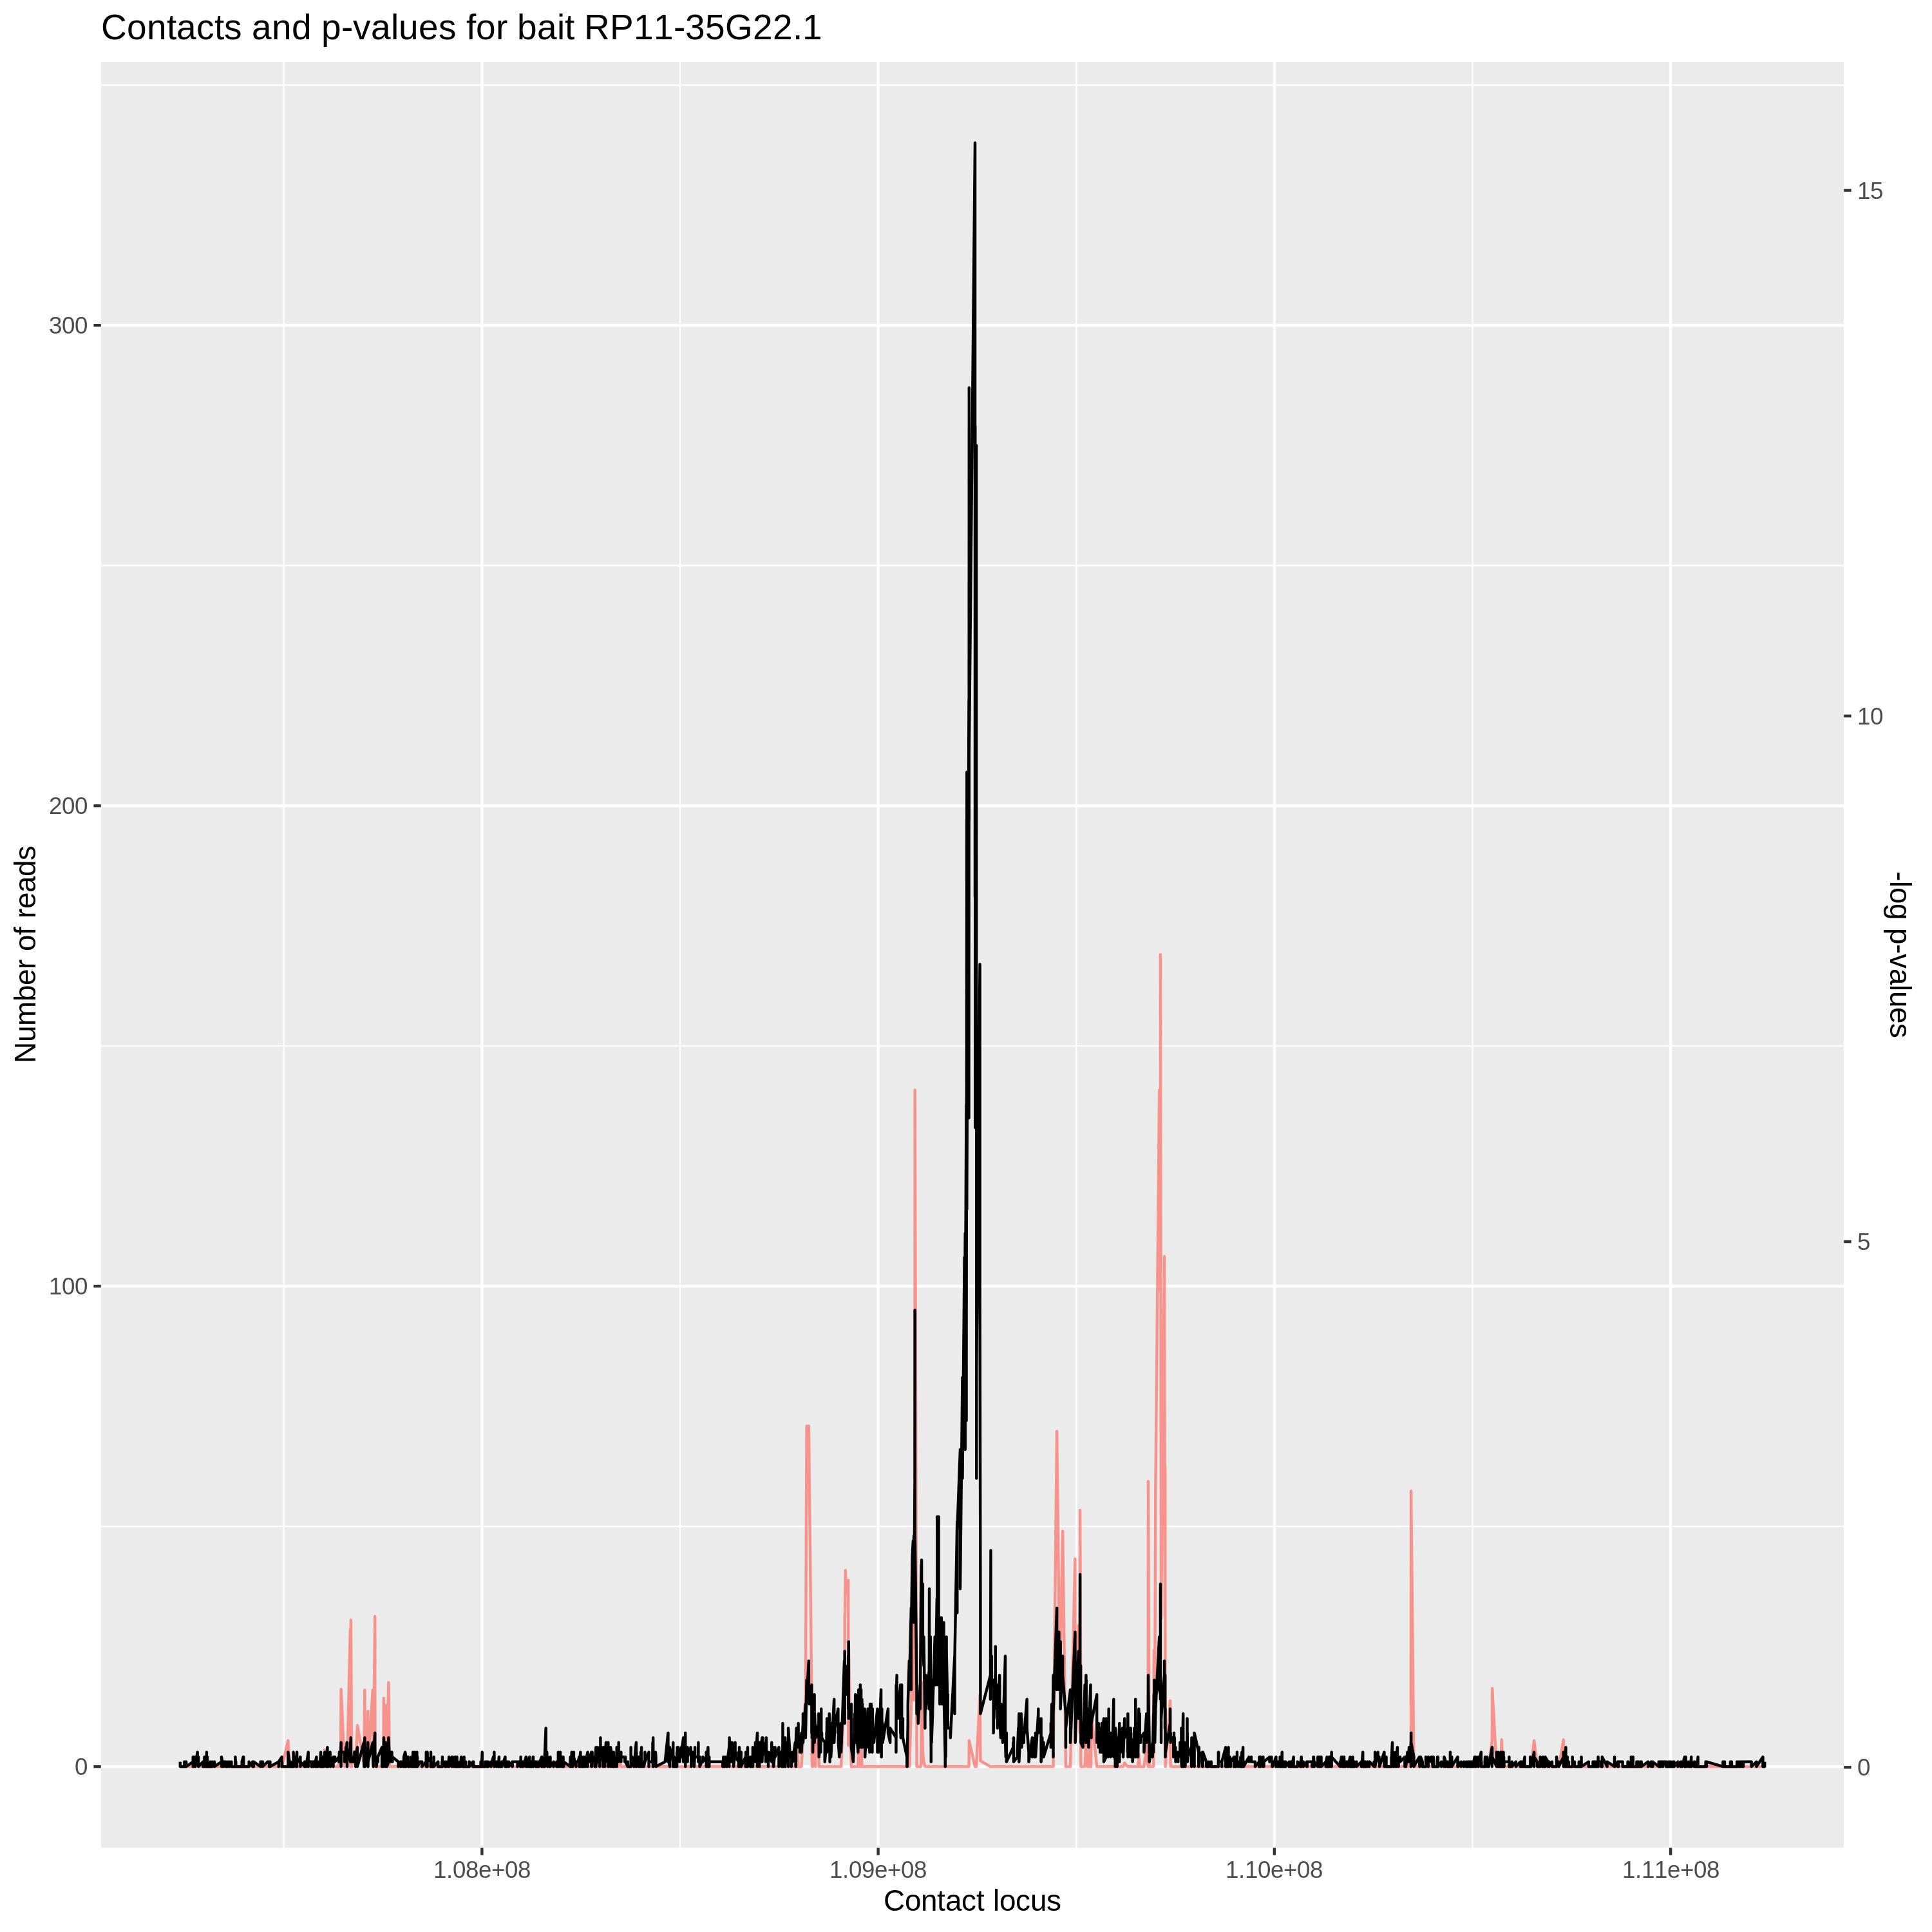 Contacts and p-values for bait RP11-35G22.1
Number of reads
300
200
100
0
15
10
5
0
-log p-values
1.08e+08
1.09e+08
1.10e+08
1.11e+08
Contact locus